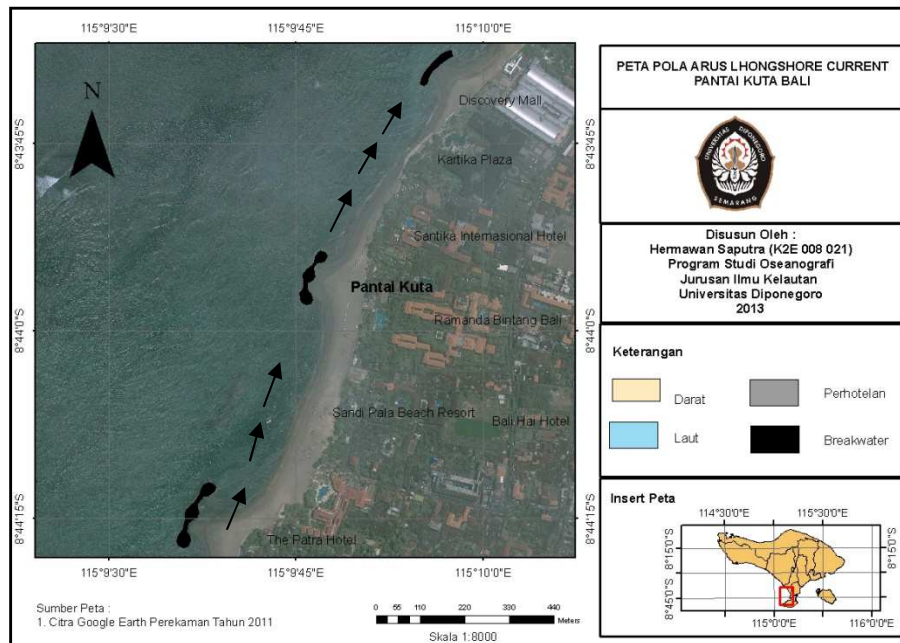 115°9'30"E 115°9'45"E 115°10'0"E
8°43'45"S
8°44'0"S
8°44'15"S
N
Discovery Mall
Kartika Plaza
Santika Internasional Hotel
Pantai Kuta
Ramanda Bintang Bali
Sandi Pala Beach Resort
Bali Hai Hotel
The Patra Hotel
8°43'45"S
8°44'0"S
8°44'15"S
115°9'30"E 115°9'45"E 115°10'0"E
Sumber Peta :
1. Citra Google Earth Perekaman Tahun 2011
0 55 110 220 330 440
Meters
Skala 1:8000
PETA POLA ARUS LHONGSHORE CURRENT
PANTAI KUTA BALI
UNIVERSITAS DIPONEGORO
SEMARANG
Disusun Oleh :
Hermawan Saputra (K2E 008 021)
Program Studi Oseanografi
Jurusan Ilmu Kelautan
Universitas Diponegoro
2013
Keterangan
Darat
Perhotelan
Laut
Breakwater
Insert Peta
114°30'0"E 115°30'0"E
8°15'0"S
8°45'0"S
8°15'0"S
8°45'0"S
115°0'0"E 116°0'0"E